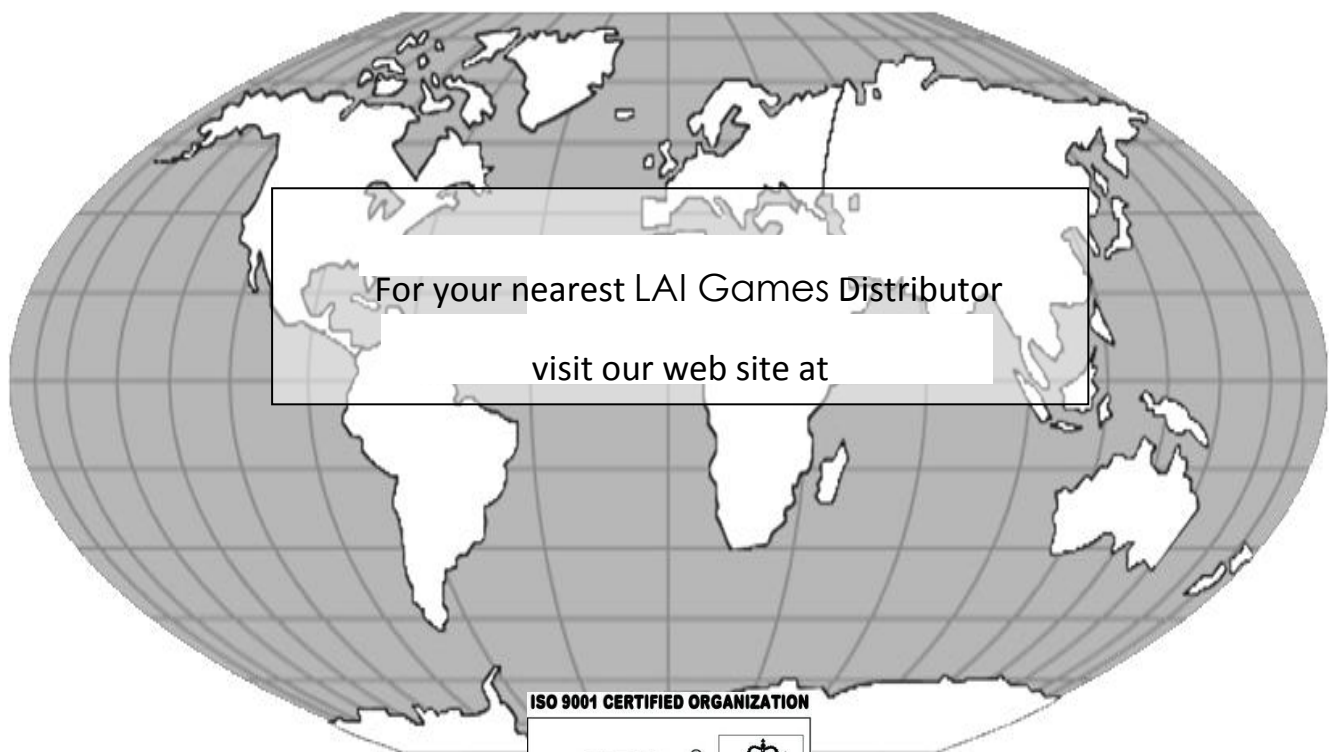 For your nearest LAI Games Distributor
visit our web site at
ISO 9001 CERTIFIED ORGANIZATION